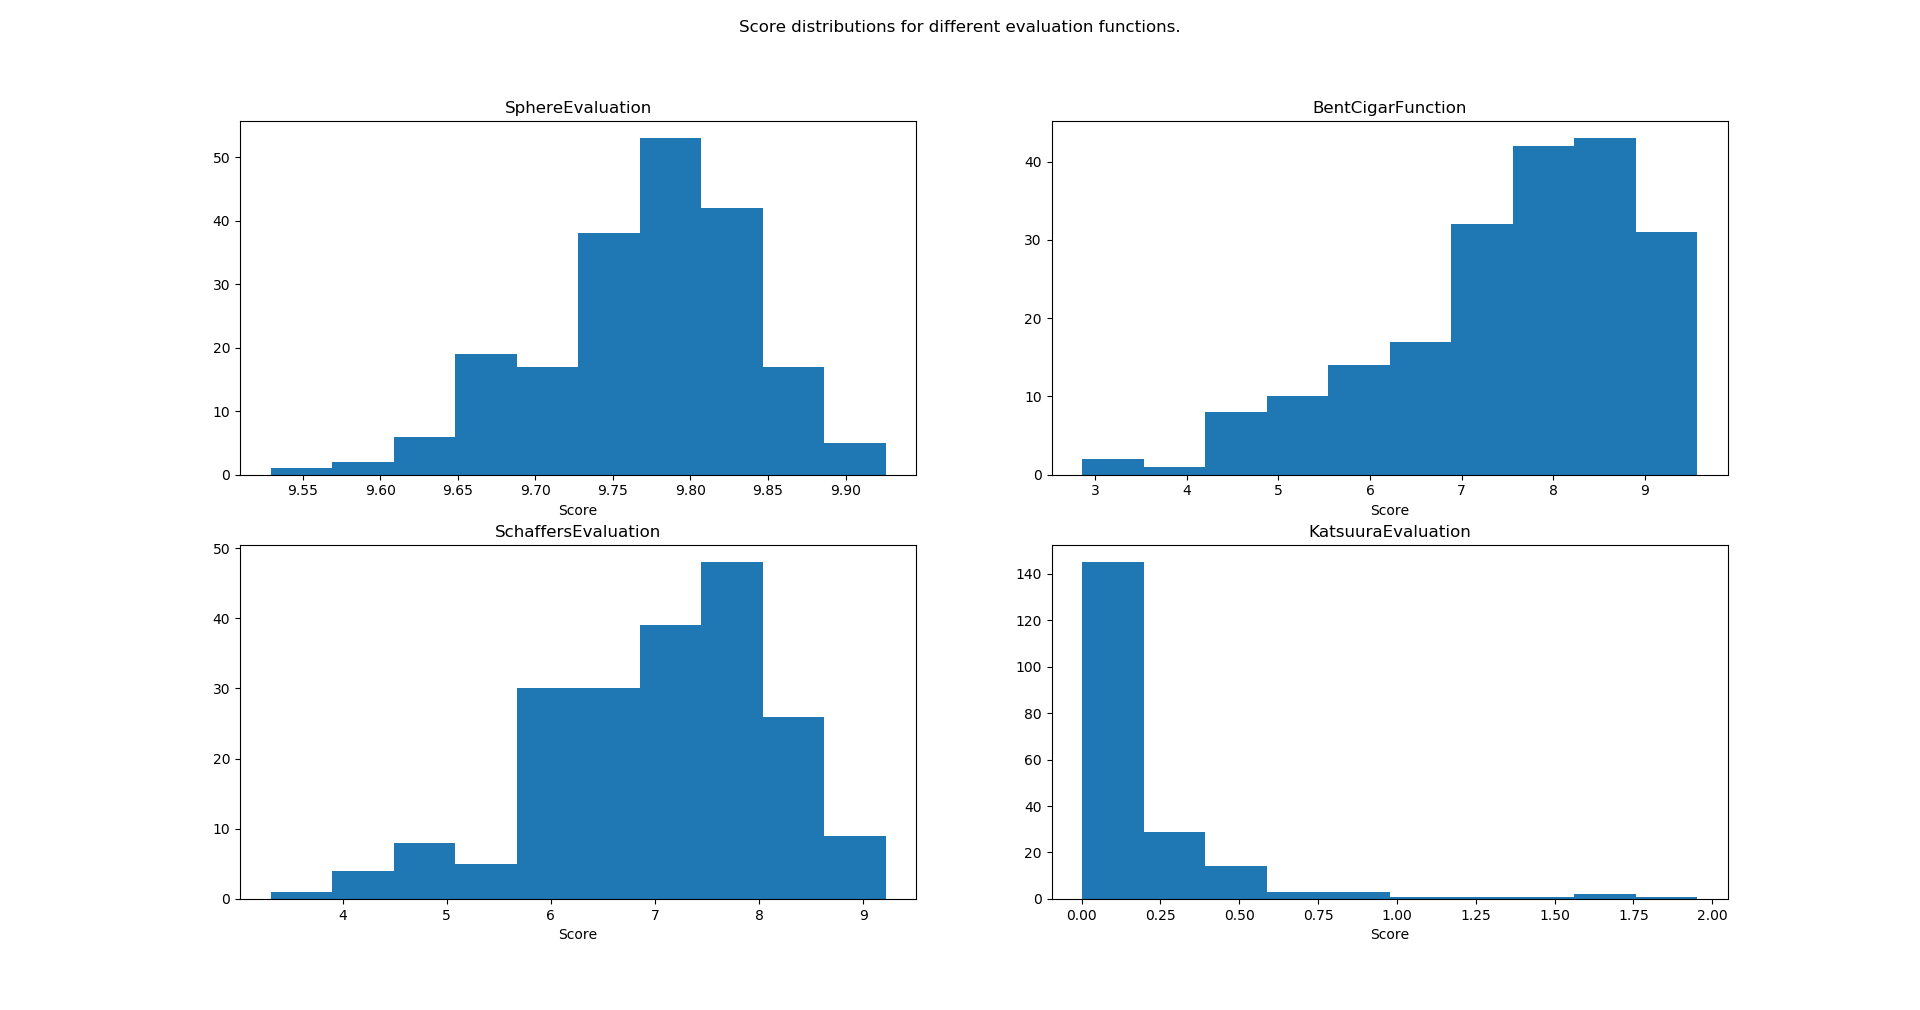 Score distributions for different evaluation functions.
SphereEvaluation
50
40
30
20
10
0
9.55 9.60 9.65 9.70 9.75 9.80 9.85 9.90
Score
BentCigarFunction
40
30
20
10
0
3 4 5 6 7 8 9
Score
SchaffersEvaluation
50
40
30
20
10
0
4 5 6 7 8 9
Score
KatsuuraEvaluation
140
120
100
80
60
40
20
0
0.00 0.25 0.50 0.75 1.00 1.25 1.50 1.75 2.00
Score